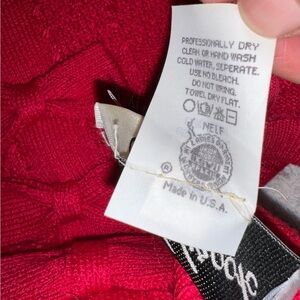 PROFESSIONALLY DRY
CLEAN OR HAND WASH
COLD WATER, SEPERATE.
USE NO BLEACH.
DO NOT WRING.
TOWEL DRY FLAT.
NELF
®
Made in U.S.A.